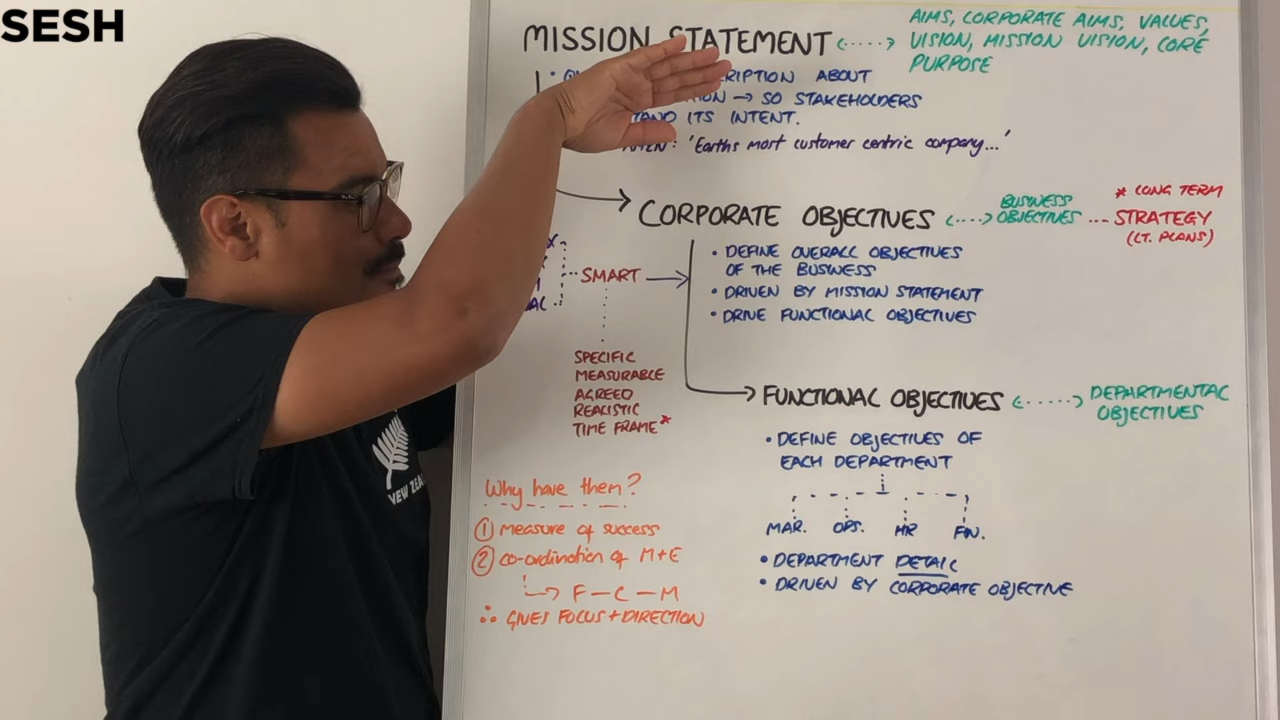 SESH
MISSION STATEMENT <····>
AIMS, CORPORATE AIMS, VALUES,
VISION, MISSION VISION, CORE
PURPOSE
ABOUT
→ SO STAKEHOLDERS
ITS INTENT.
'Earths most customer centric company...'
CORPORATE OBJECTIVES <····>
BUSINESS
OBJECTIVES
* LONG TERM
STRATEGY
(LT. PLANS)
• DEFINE OVERALL OBJECTIVES
OF THE BUSINESS
• DRIVEN BY MISSION STATEMENT
• DRIVE FUNCTIONAL OBJECTIVES
SMART
SPECIFIC
MEASURABLE
AGREED
REALISTIC
TIME FRAME*
FUNCTIONAL OBJECTIVES <·····>
DEPARTMENTAL
OBJECTIVES
• DEFINE OBJECTIVES OF
EACH DEPARTMENT
MAR. OPS. HR FIN.
• DEPARTMENT DETAIL
• DRIVEN BY CORPORATE OBJECTIVE
Why have them?
① Measure of success
② co-ordination of M+E
→ F – C – M
∴ GIVES FOCUS + DIRECTION
NEW ZEA